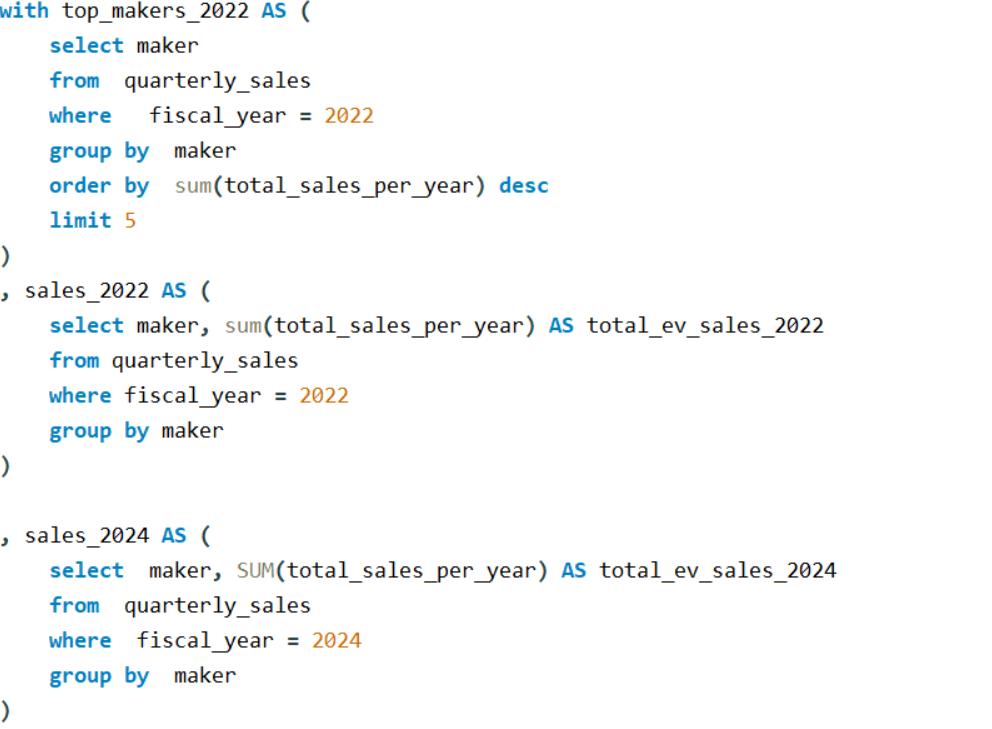 with top_makers_2022 AS (
    select maker
    from  quarterly_sales
    where   fiscal_year = 2022
    group by  maker
    order by  sum(total_sales_per_year) desc
    limit 5
)
, sales_2022 AS (
    select maker, sum(total_sales_per_year) AS total_ev_sales_2022
    from quarterly_sales
    where fiscal_year = 2022
    group by maker
)

, sales_2024 AS (
    select  maker, SUM(total_sales_per_year) AS total_ev_sales_2024
    from  quarterly_sales
    where  fiscal_year = 2024
    group by  maker
)